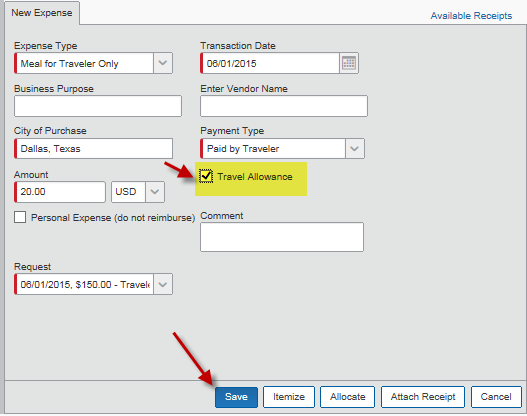 New Expense
Available Receipts
Expense Type
Transaction Date
Meal for Traveler Only
06/01/2015
Business Purpose
Enter Vendor Name
City of Purchase
Payment Type
Dallas, Texas
Paid by Traveler
Amount
Travel Allowance
20.00
USD
Personal Expense (do not reimburse)
Comment
Request
06/01/2015, $150.00 - Travele
Save
Itemize
Allocate
Attach Receipt
Cancel